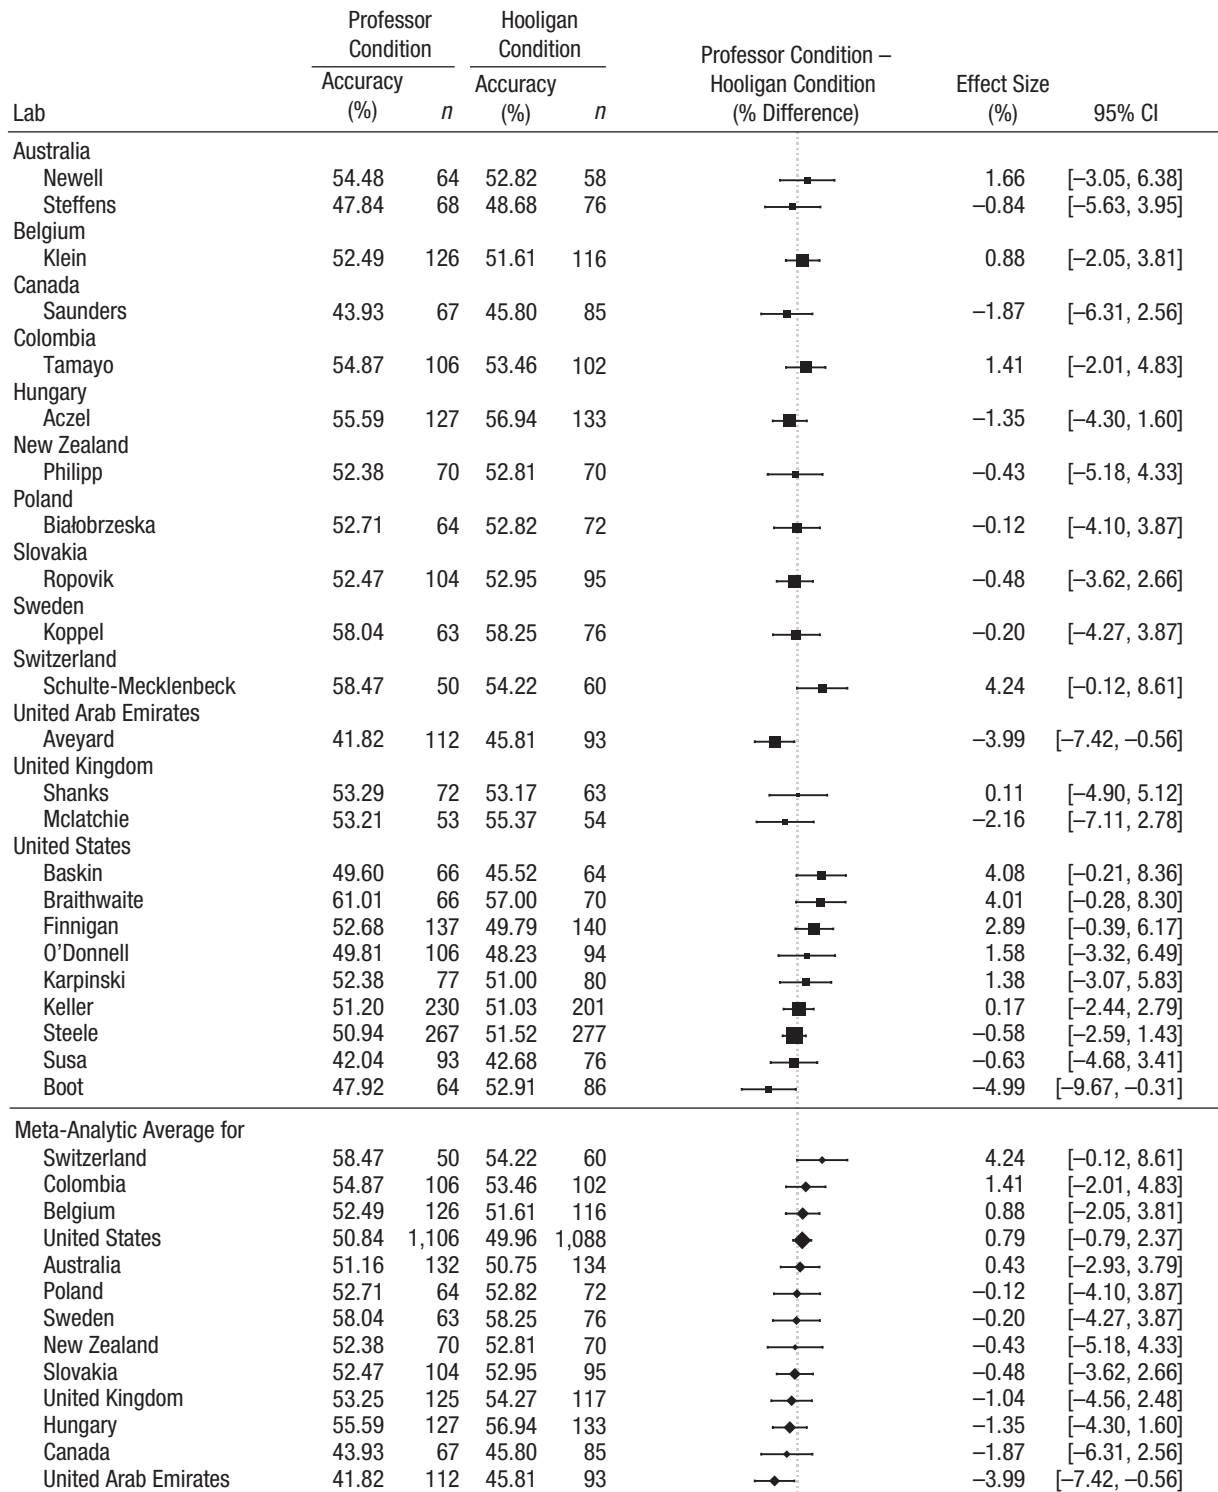 Professor Condition Hooligan Condition Professor Condition –
Accuracy Accuracy Hooligan Condition Effect Size
Lab (%) n (%) n (% Difference) (%) 95% CI
Australia
Newell 54.48 64 52.82 58 1.66 [–3.05, 6.38]
Steffens 47.84 68 48.68 76 –0.84 [–5.63, 3.95]
Belgium
Klein 52.49 126 51.61 116 0.88 [–2.05, 3.81]
Canada
Saunders 43.93 67 45.80 85 –1.87 [–6.31, 2.56]
Colombia
Tamayo 54.87 106 53.46 102 1.41 [–2.01, 4.83]
Hungary
Aczel 55.59 127 56.94 133 –1.35 [–4.30, 1.60]
New Zealand
Philipp 52.38 70 52.81 70 –0.43 [–5.18, 4.33]
Poland
Białobrzeska 52.71 64 52.82 72 –0.12 [–4.10, 3.87]
Slovakia
Ropovik 52.47 104 52.95 95 –0.48 [–3.62, 2.66]
Sweden
Koppel 58.04 63 58.25 76 –0.20 [–4.27, 3.87]
Switzerland
Schulte-Mecklenbeck 58.47 50 54.22 60 4.24 [–0.12, 8.61]
United Arab Emirates
Aveyard 41.82 112 45.81 93 –3.99 [–7.42, –0.56]
United Kingdom
Shanks 53.29 72 53.17 63 0.11 [–4.90, 5.12]
Mclatchie 53.21 53 55.37 54 –2.16 [–7.11, 2.78]
United States
Baskin 49.60 66 45.52 64 4.08 [–0.21, 8.36]
Braithwaite 61.01 66 57.00 70 4.01 [–0.28, 8.30]
Finnigan 52.68 137 49.79 140 2.89 [–0.39, 6.17]
O’Donnell 49.81 106 48.23 94 1.58 [–3.32, 6.49]
Karpinski 52.38 77 51.00 80 1.38 [–3.07, 5.83]
Keller 51.20 230 51.03 201 0.17 [–2.44, 2.79]
Steele 50.94 267 51.52 277 –0.58 [–2.59, 1.43]
Susa 42.04 93 42.68 76 –0.63 [–4.68, 3.41]
Boot 47.92 64 52.91 86 –4.99 [–9.67, –0.31]
Meta-Analytic Average for
Switzerland 58.47 50 54.22 60 4.24 [–0.12, 8.61]
Colombia 54.87 106 53.46 102 1.41 [–2.01, 4.83]
Belgium 52.49 126 51.61 116 0.88 [–2.05, 3.81]
United States 50.84 1,106 49.96 1,088 0.79 [–0.79, 2.37]
Australia 51.16 132 50.75 134 0.43 [–2.93, 3.79]
Poland 52.71 64 52.82 72 –0.12 [–4.10, 3.87]
Sweden 58.04 63 58.25 76 –0.20 [–4.27, 3.87]
New Zealand 52.38 70 52.81 70 –0.43 [–5.18, 4.33]
Slovakia 52.47 104 52.95 95 –0.48 [–3.62, 2.66]
United Kingdom 53.25 125 54.27 117 –1.04 [–4.56, 2.48]
Hungary 55.59 127 56.94 133 –1.35 [–4.30, 1.60]
Canada 43.93 67 45.80 85 –1.87 [–6.31, 2.56]
United Arab Emirates 41.82 112 45.81 93 –3.99 [–7.42, –0.56]